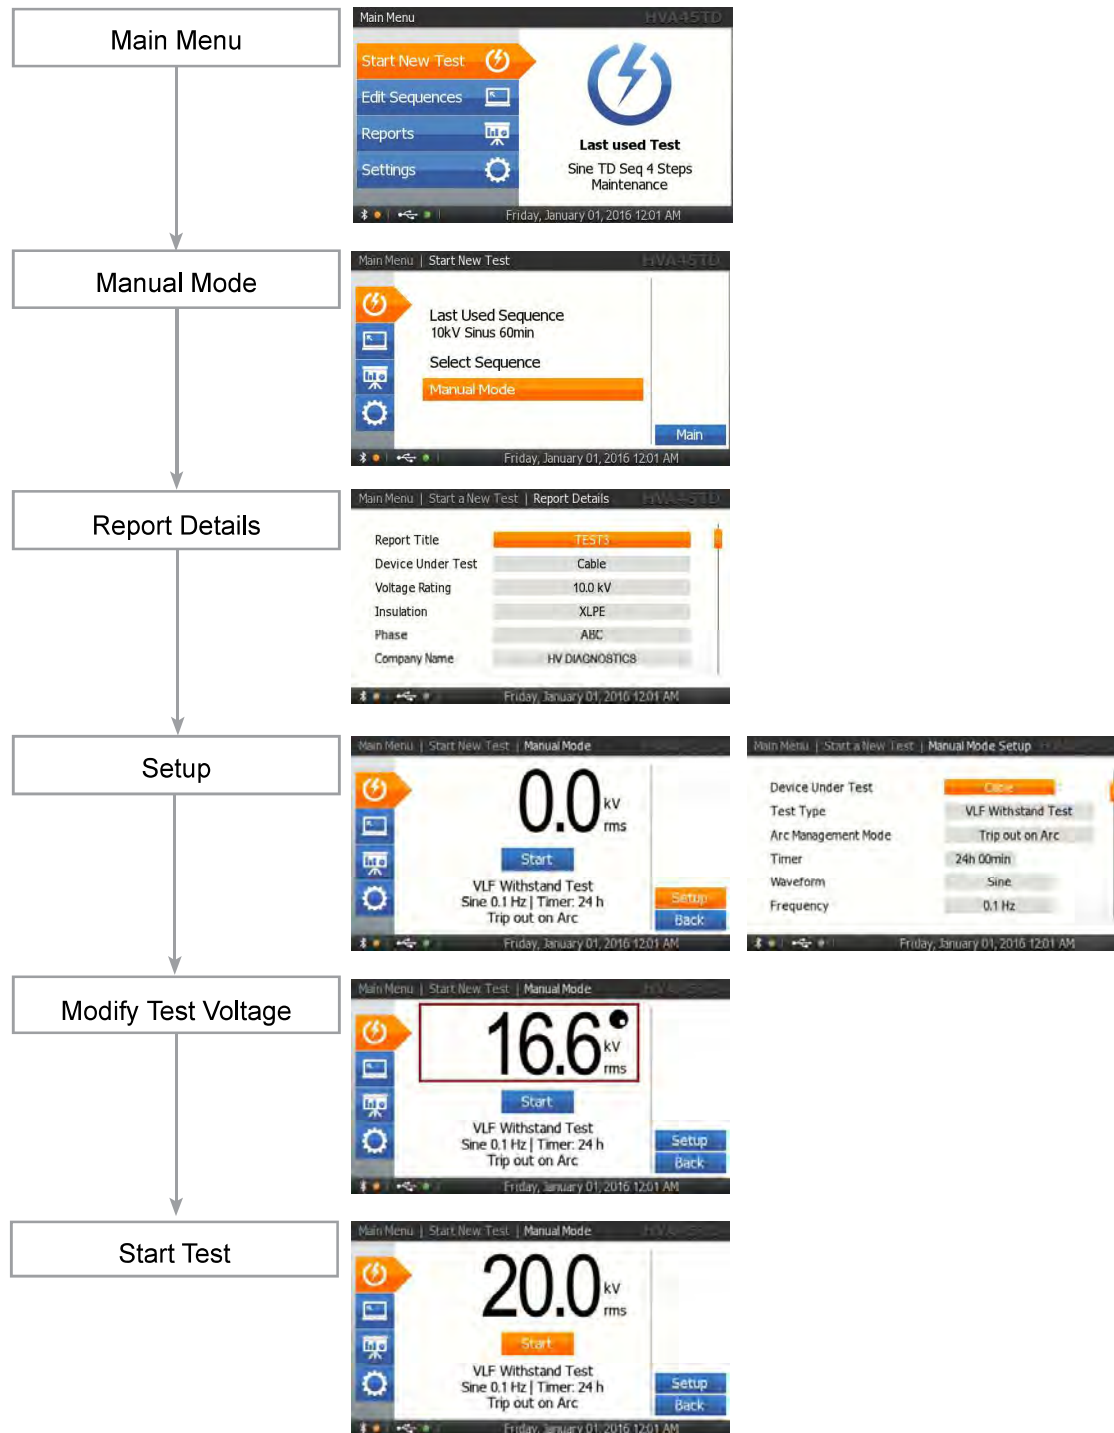 Main Menu
Main Menu HVA45TD
Start New Test
Edit Sequences
Reports
Settings
Last used Test
Sine TD Seq 4 Steps
Maintenance
Friday, January 01, 2016 12:01 AM
Manual Mode
Main Menu | Start New Test HVA45TD
Last Used Sequence
10kV Sinus 60min
Select Sequence
Manual Mode
Main
Friday, January 01, 2016 12:01 AM
Report Details
Main Menu | Start a New Test | Report Details HVA45TD
Report Title TEST3
Device Under Test Cable
Voltage Rating 10.0 kV
Insulation XLPE
Phase ABC
Company Name HV DIAGNOSTICS
Friday, January 01, 2016 12:01 AM
Setup
Main Menu | Start New Test | Manual Mode
0.0 kV
rms
Start
VLF Withstand Test
Sine 0.1 Hz | Timer: 24 h
Trip out on Arc
Setup
Back
Friday, January 01, 2016 12:01 AM
Main Menu | Start a New Test | Manual Mode Setup
Device Under Test Cable
Test Type VLF Withstand Test
Arc Management Mode Trip out on Arc
Timer 24h 00min
Waveform Sine
Frequency 0.1 Hz
Friday, January 01, 2016 12:01 AM
Modify Test Voltage
Main Menu | Start New Test | Manual Mode
16.6 kV
rms
Start
VLF Withstand Test
Sine 0.1 Hz | Timer: 24 h
Trip out on Arc
Setup
Back
Friday, January 01, 2016 12:01 AM
Start Test
Main Menu | Start New Test | Manual Mode
20.0 kV
rms
Start
VLF Withstand Test
Sine 0.1 Hz | Timer: 24 h
Trip out on Arc
Setup
Back
Friday, January 01, 2016 12:01 AM